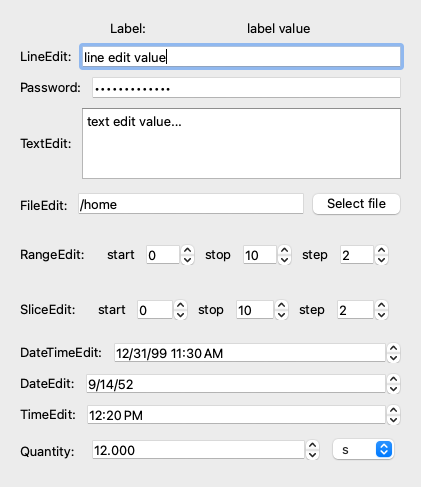 Label: label value
LineEdit: line edit value
Password: •••••••••••••
TextEdit: text edit value...
FileEdit: /home Select file
RangeEdit: start 0 stop 10 step 2
SliceEdit: start 0 stop 10 step 2
DateTimeEdit: 12/31/99 11:30 AM
DateEdit: 9/14/52
TimeEdit: 12:20 PM
Quantity: 12.000 s